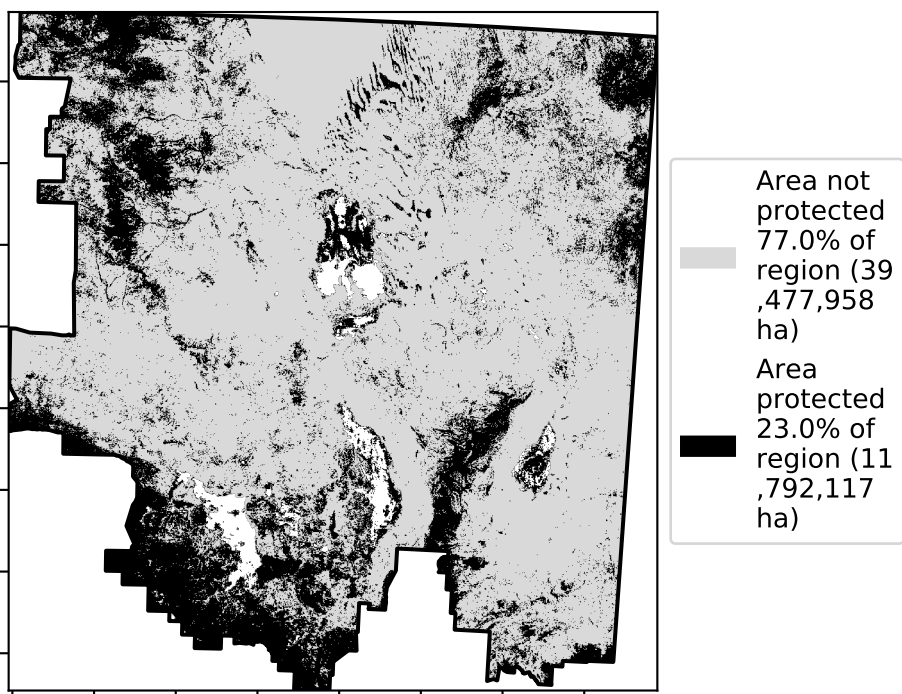 Area not
protected
77.0% of
region (39
,477,958
ha)
Area
protected
23.0% of
region (11
,792,117
ha)